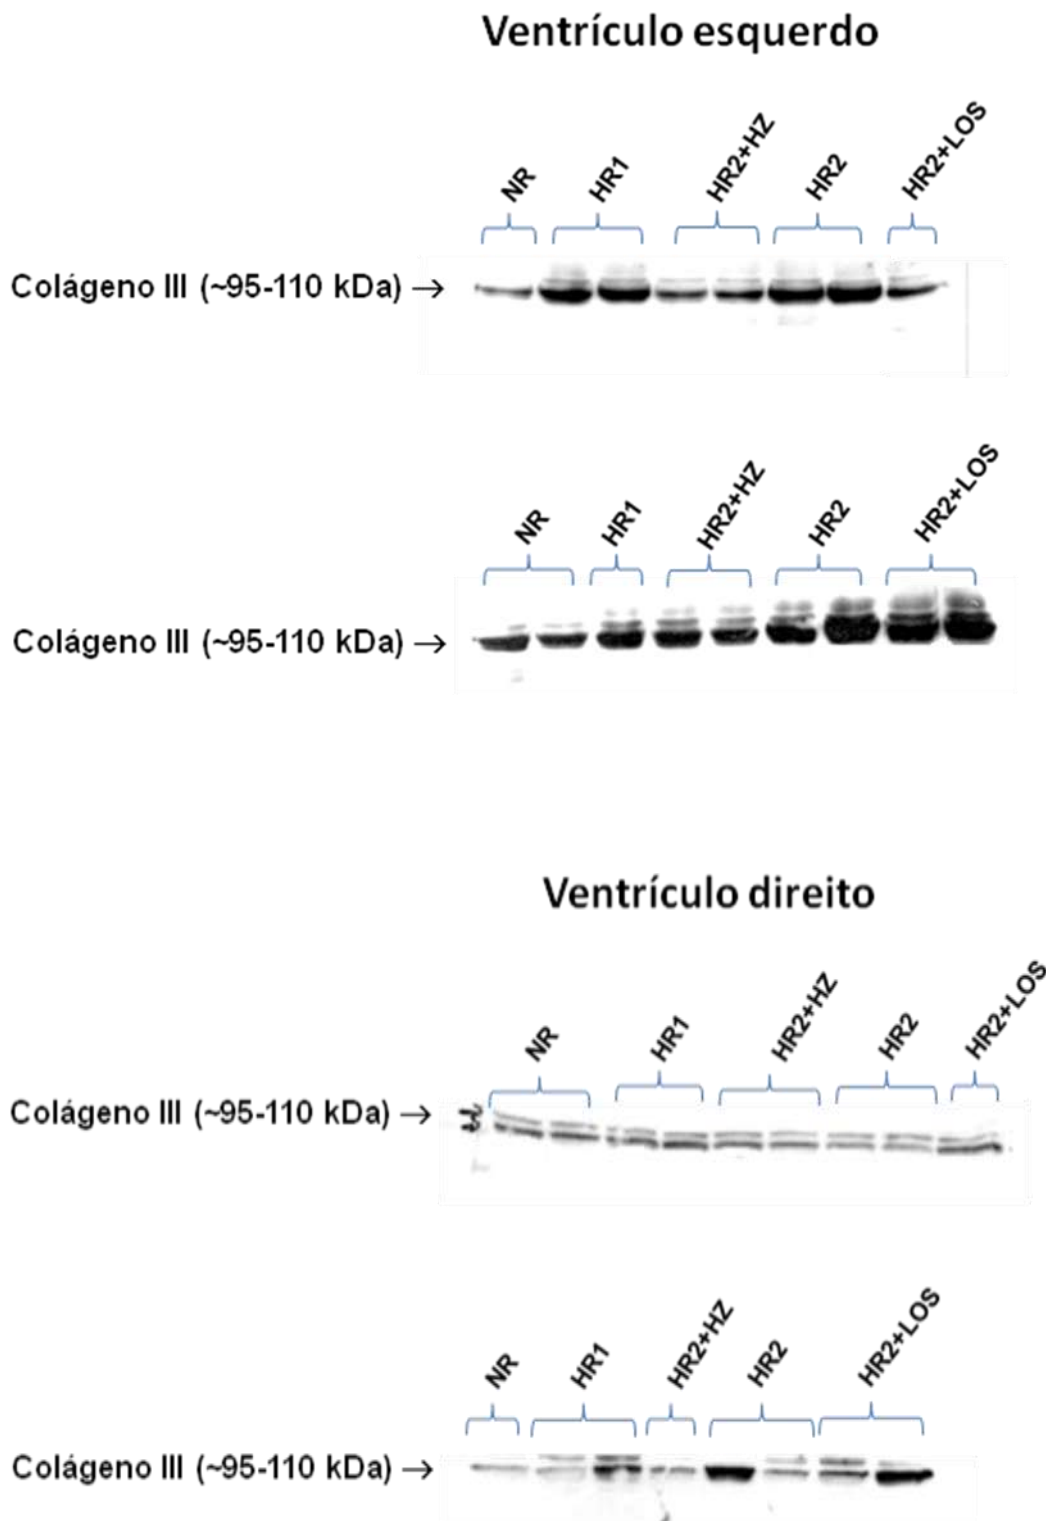 Ventrículo esquerdo
NR HR1 HR2+HZ HR2 HR2+LOS
Colágeno III (~95-110 kDa) →
NR HR1 HR2+HZ HR2 HR2+LOS
Colágeno III (~95-110 kDa) →
Ventrículo direito
NR HR1 HR2+HZ HR2 HR2+LOS
Colágeno III (~95-110 kDa) →
NR HR1 HR2+HZ HR2 HR2+LOS
Colágeno III (~95-110 kDa) →